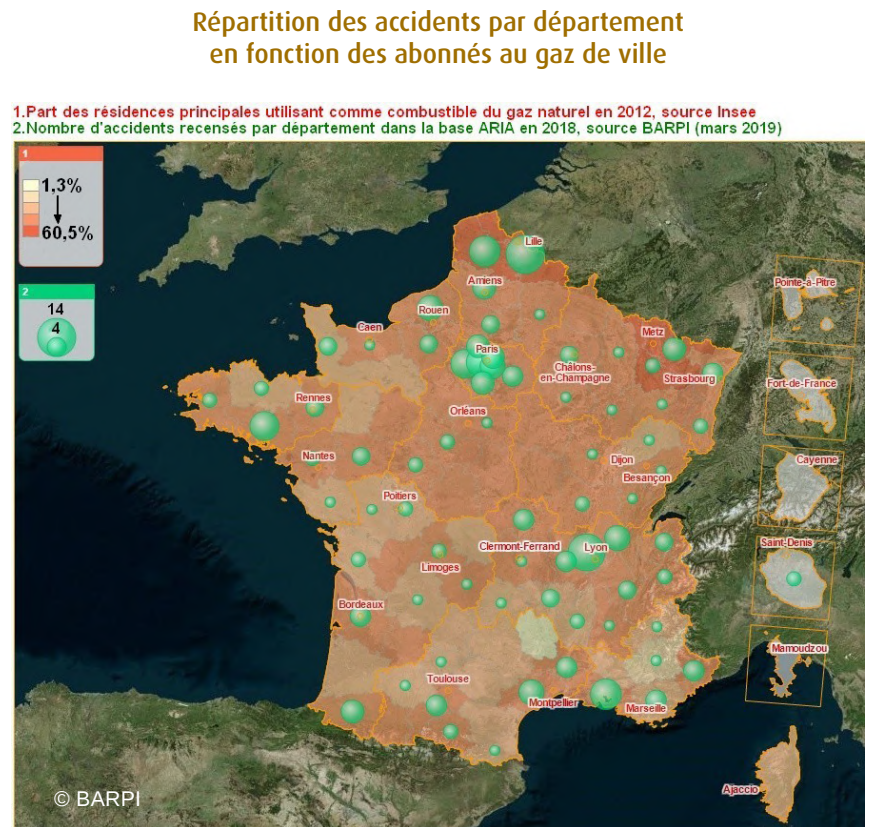 Répartition des accidents par département
en fonction des abonnés au gaz de ville
1.Part des résidences principales utilisant comme combustible du gaz naturel en 2012, source Insee
2.Nombre d'accidents recensés par département dans la base ARIA en 2018, source BARPI (mars 2019)
1
1,3%
60,5%
2
14
4
Lille
Amiens
Rouen
Caen
Metz
Paris
Châlons-
en-Champagne
Strasbourg
Rennes
Orléans
Nantes
Dijon
Besançon
Poitiers
Clermont-Ferrand
Lyon
Limoges
Bordeaux
Toulouse
Montpellier
Marseille
Ajaccio
Pointe-à-Pitre
Fort-de-France
Cayenne
Saint-Denis
Mamoudzou
© BARPI